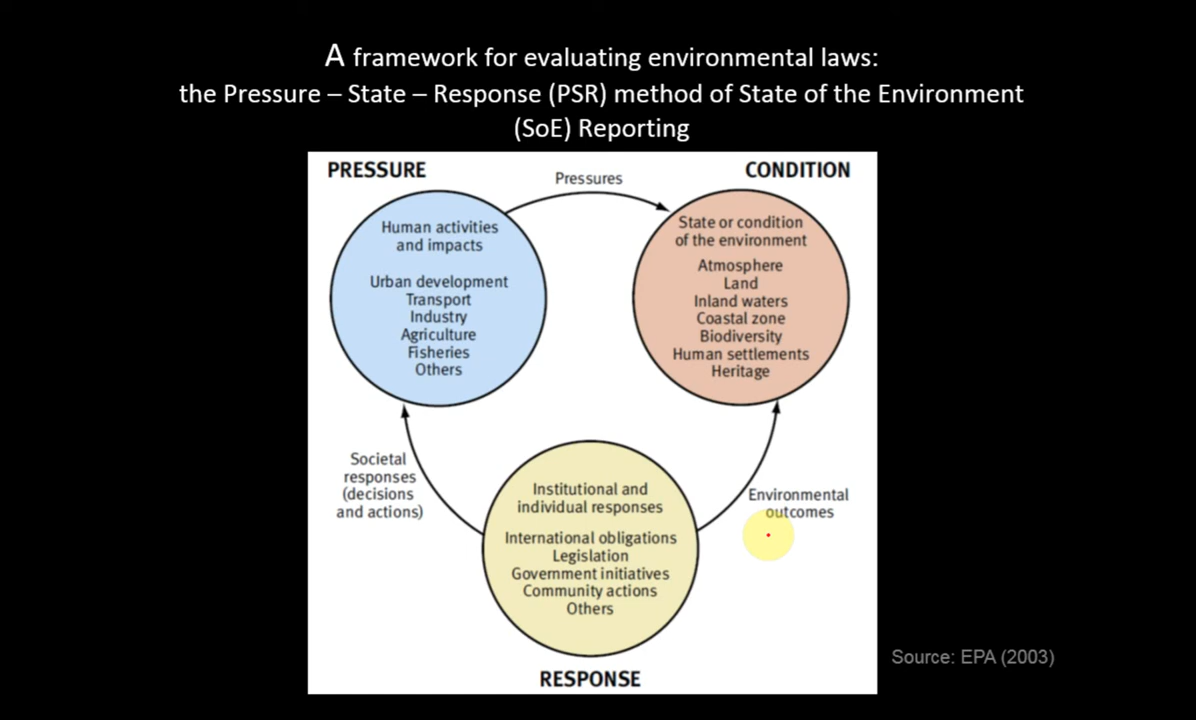 A framework for evaluating environmental laws:
the Pressure – State – Response (PSR) method of State of the Environment
(SoE) Reporting
PRESSURE
CONDITION
Pressures
Human activities
and impacts
Urban development
Transport
Industry
Agriculture
Fisheries
Others
State or condition
of the environment
Atmosphere
Land
Inland waters
Coastal zone
Biodiversity
Human settlements
Heritage
Societal
responses
(decisions
and actions)
Institutional and
individual responses
International obligations
Legislation
Government initiatives
Community actions
Others
Environmental
outcomes
RESPONSE
Source: EPA (2003)